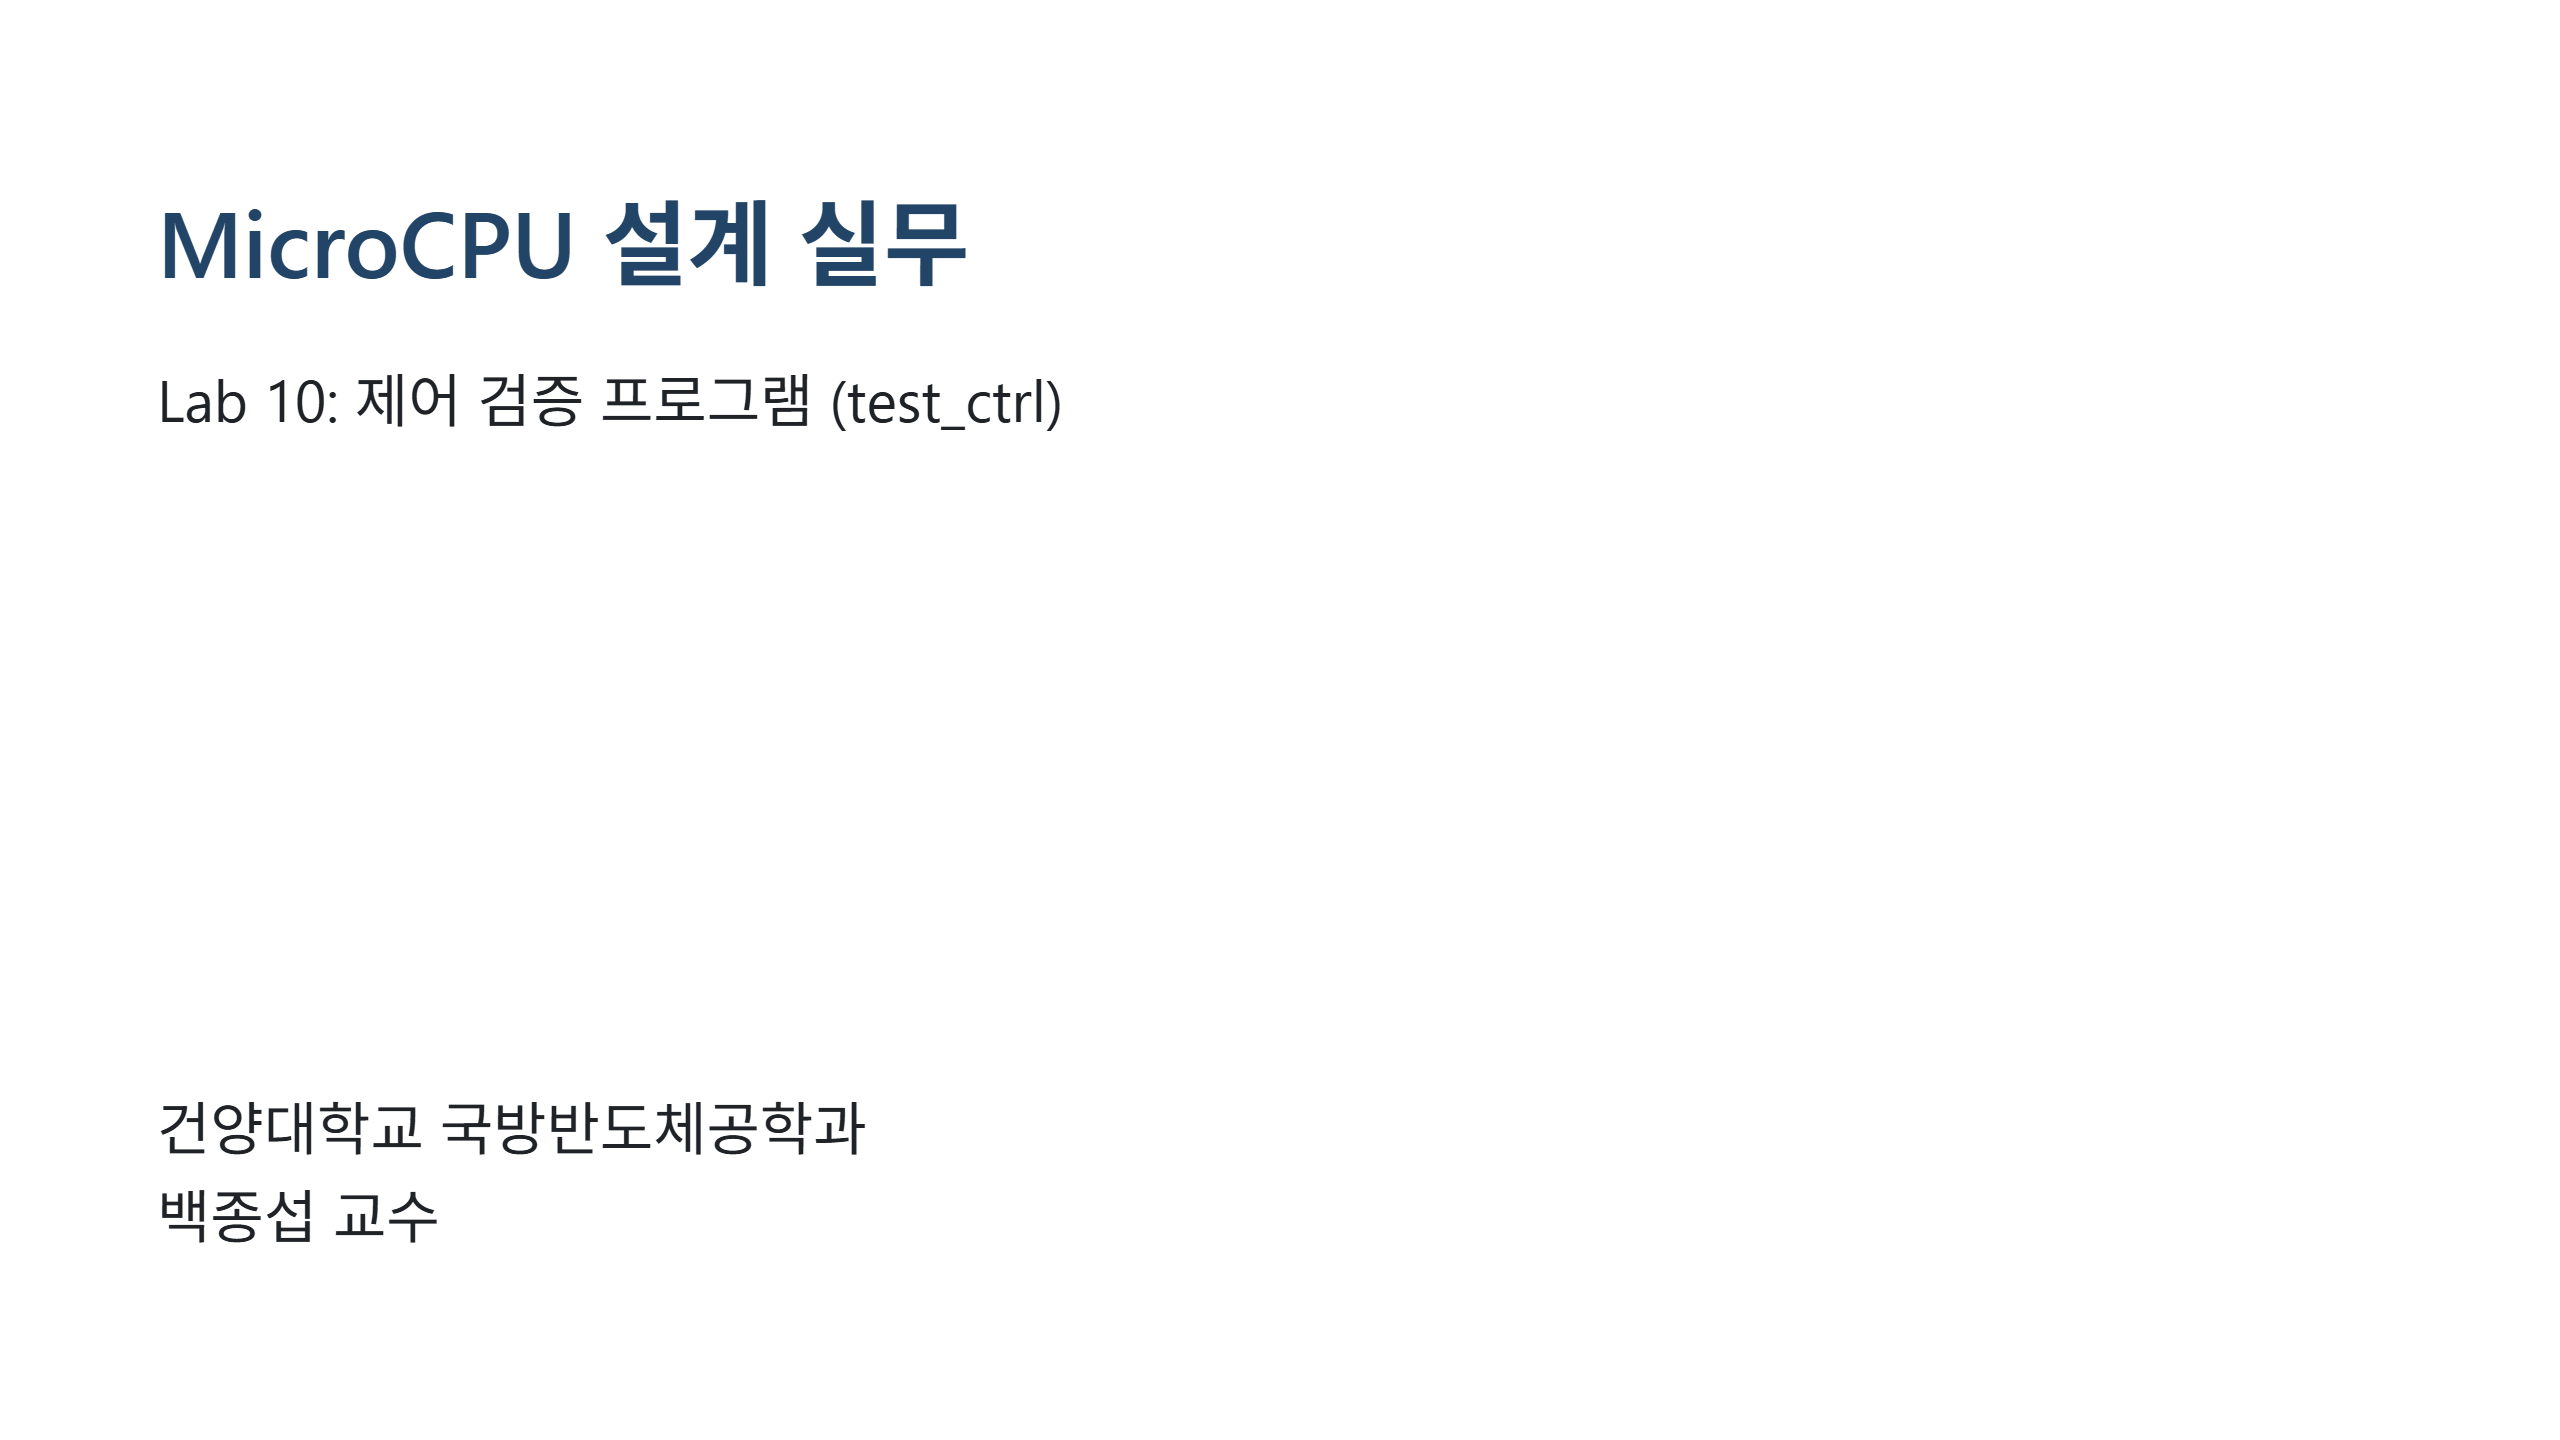 MicroCPU 설계 실무
Lab 10: 제어 검증 프로그램 (test_ctrl)
건양대학교 국방반도체공학과
백종섭 교수